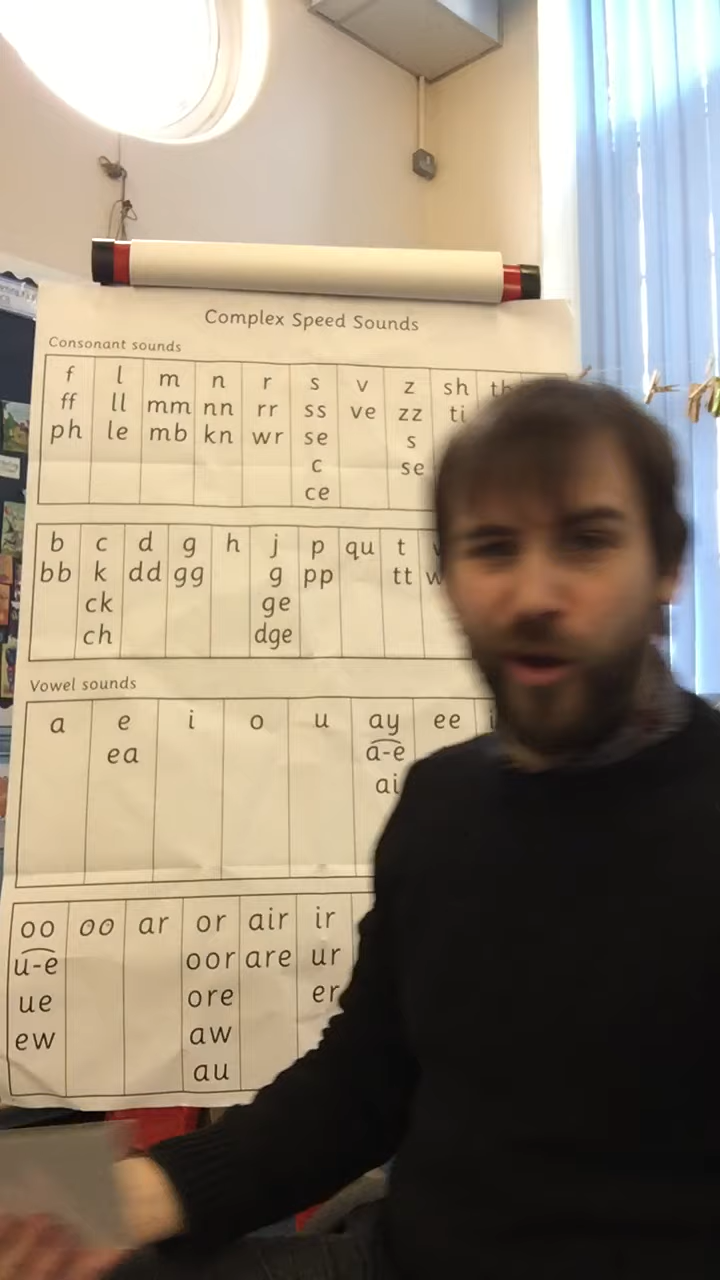 Complex Speed Sounds
Consonant sounds
f l m n r s v z sh th
ff ll mm nn rr ss ve zz ti
ph le mb kn wr se s
c se
ce
b c d g h j p qu t
bb k dd gg g pp tt w
ck ge
ch dge
Vowel sounds
a e i o u ay ee i
ea a-e
ai
oo oo ar or air ir
u-e oor are ur
ue ore er
ew aw
au